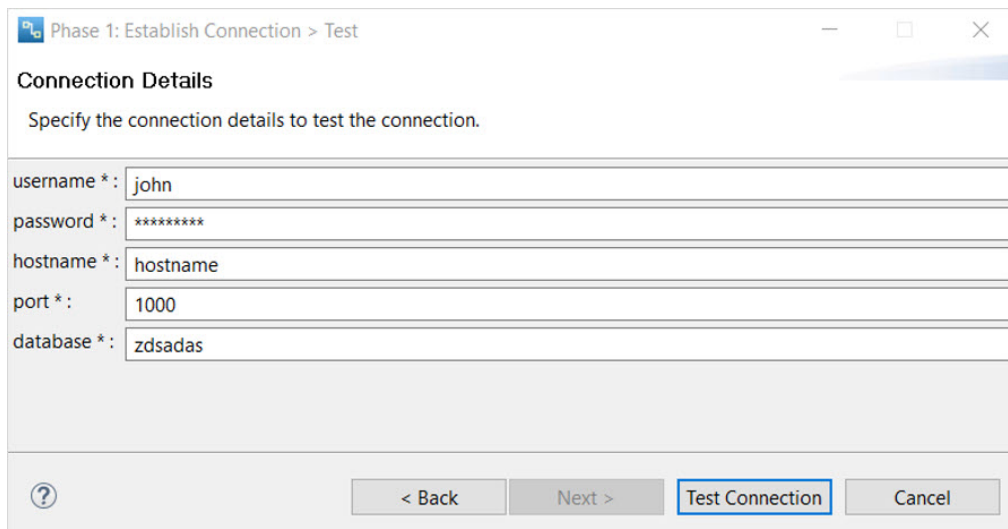 Phase 1: Establish Connection > Test
Connection Details
Specify the connection details to test the connection.
username * : john
password * : *********
hostname * : hostname
port * : 1000
database * : zdsadas
? < Back Next > Test Connection Cancel